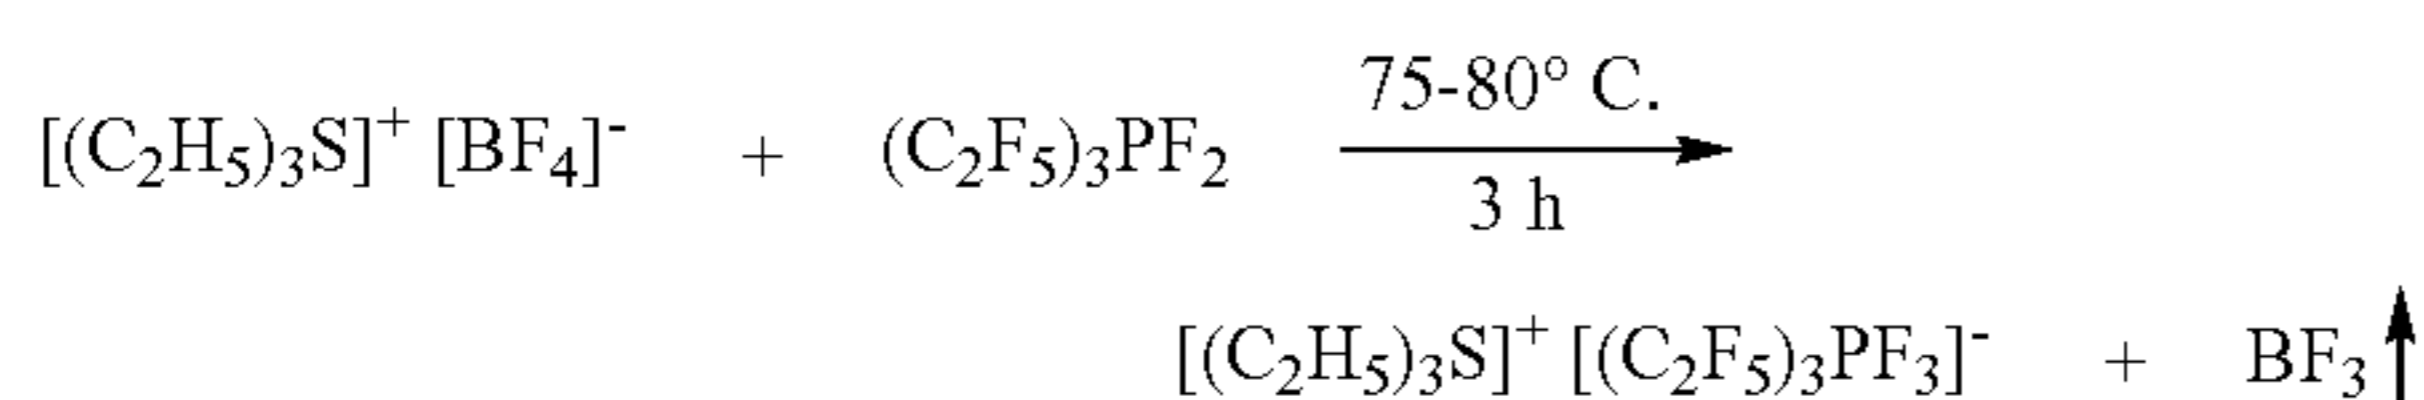 75-80° C.
[(C₂H₅)₃S]⁺ [BF₄]⁻ + (C₂F₅)₃PF₂ ⟶
3 h
[(C₂H₅)₃S]⁺ [(C₂F₅)₃PF₃]⁻ + BF₃ ↑